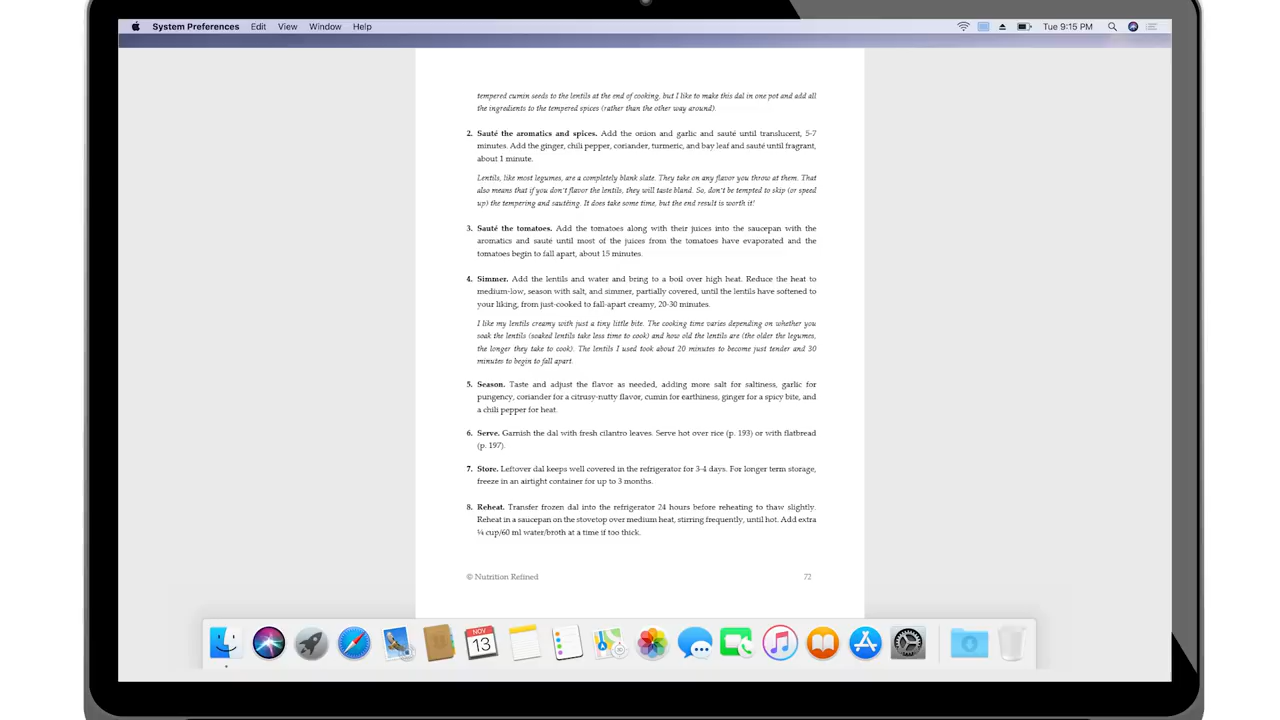 System Preferences Edit View Window Help Tue 9:15 PM
tempered cumin seeds to the lentils at the end of cooking, but I like to make this dal in one pot and add all
the ingredients to the tempered spices (rather than the other way around).
2. Sauté the aromatics and spices. Add the onion and garlic and sauté until translucent, 5-7
minutes. Add the ginger, chili pepper, coriander, turmeric, and bay leaf and sauté until fragrant,
about 1 minute.
Lentils, like most legumes, are a completely blank slate. They take on any flavor you throw at them. That
also means that if you don't flavor the lentils, they will taste bland. So, don't be tempted to skip (or speed
up) the tempering and sautéing. It does take some time, but the end result is worth it!
3. Sauté the tomatoes. Add the tomatoes along with their juices into the saucepan with the
aromatics and sauté until most of the juices from the tomatoes have evaporated and the
tomatoes begin to fall apart, about 15 minutes.
4. Simmer. Add the lentils and water and bring to a boil over high heat. Reduce the heat to
medium-low, season with salt, and simmer, partially covered, until the lentils have softened to
your liking, from just-cooked to fall-apart creamy, 20-30 minutes.
I like my lentils creamy with just a tiny little bite. The cooking time varies depending on whether you
soak the lentils (soaked lentils take less time to cook) and how old the lentils are (the older the legumes,
the longer they take to cook). The lentils I used took about 20 minutes to become just tender and 30
minutes to begin to fall apart.
5. Season. Taste and adjust the flavor as needed, adding more salt for saltiness, garlic for
pungency, coriander for a citrusy-nutty flavor, cumin for earthiness, ginger for a spicy bite, and
a chili pepper for heat.
6. Serve. Garnish the dal with fresh cilantro leaves. Serve hot over rice (p. 193) or with flatbread
(p. 197).
7. Store. Leftover dal keeps well covered in the refrigerator for 3-4 days. For longer term storage,
freeze in an airtight container for up to 3 months.
8. Reheat. Transfer frozen dal into the refrigerator 24 hours before reheating to thaw slightly.
Reheat in a saucepan on the stovetop over medium heat, stirring frequently, until hot. Add extra
¼ cup/60 ml water/broth at a time if too thick.
© Nutrition Refined 72
NOV
13